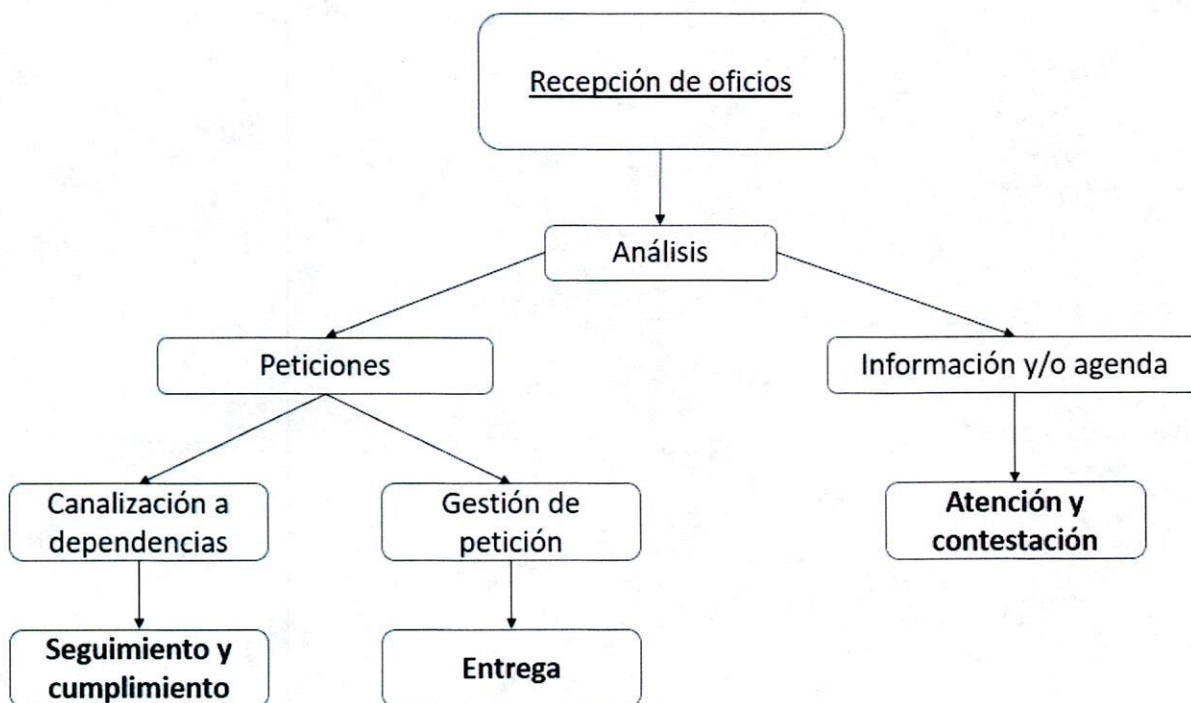 Recepción de oficios
Análisis
Peticiones
Información y/o agenda
Canalización a
dependencias
Gestión de
petición
Atención y
contestación
Seguimiento y
cumplimiento
Entrega